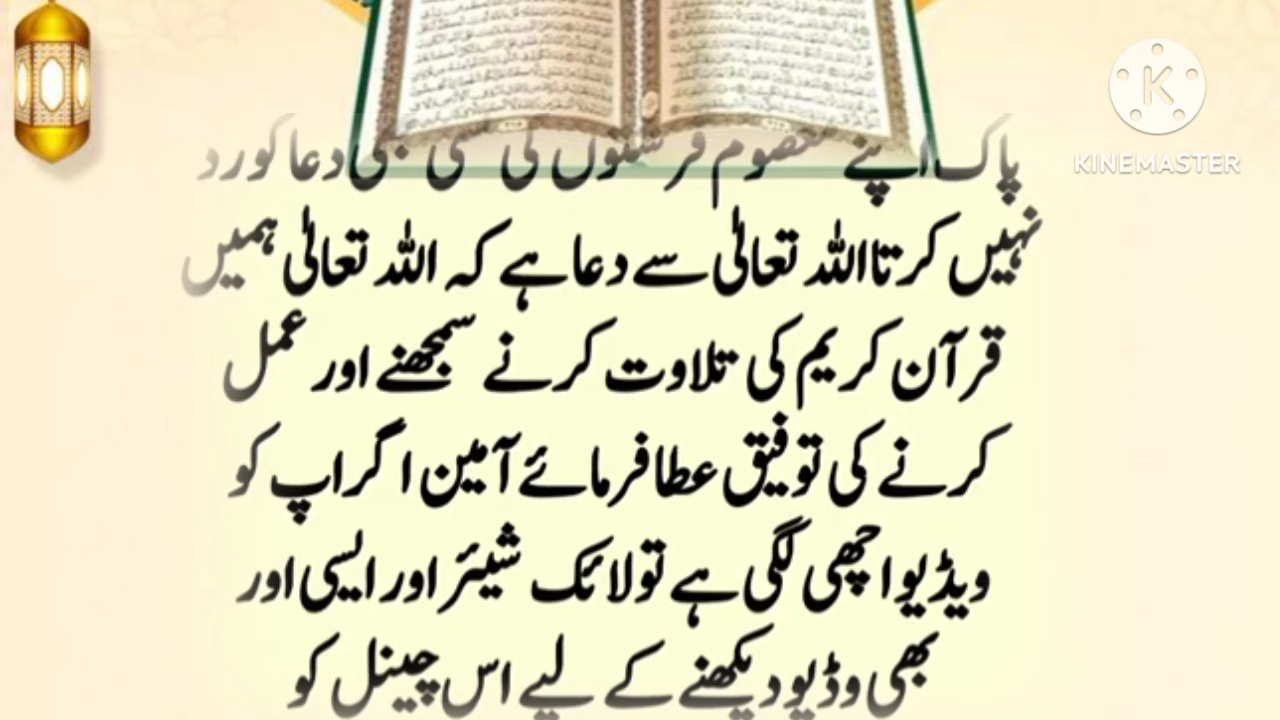 پاک اپنے معصوم فرشتوں کی کسی بھی دعا کو رد
نہیں کرتا اللہ تعالیٰ سے دعا ہے کہ اللہ تعالیٰ ہمیں
قرآن کریم کی تلاوت کرنے سمجھنے اور عمل
کرنے کی توفیق عطا فرمائے آمین اگر اپ کو
ویڈیو اچھی لگی ہے تو لائک شیئر اور ایسی اور
بھی وڈیو دیکھنے کے لیے اس چینل کو
K
KINEMASTER